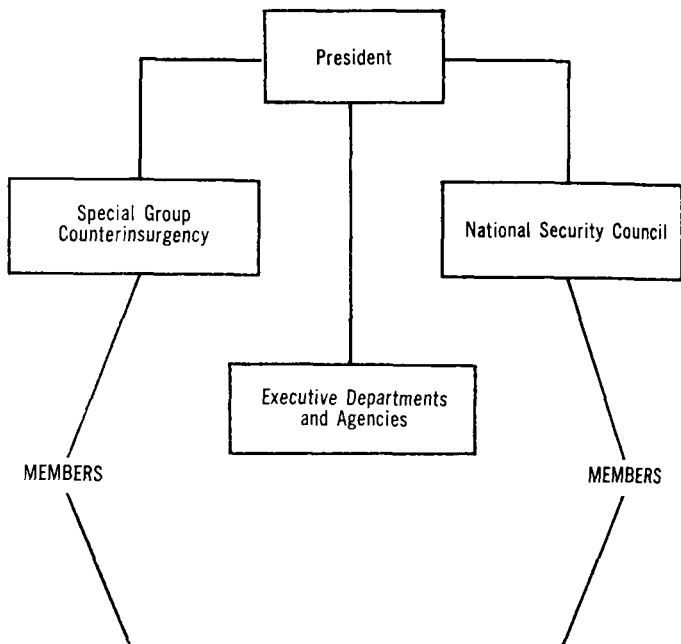 President
Special Group
Counterinsurgency
National Security Council
Executive Departments
and Agencies
MEMBERS
MEMBERS